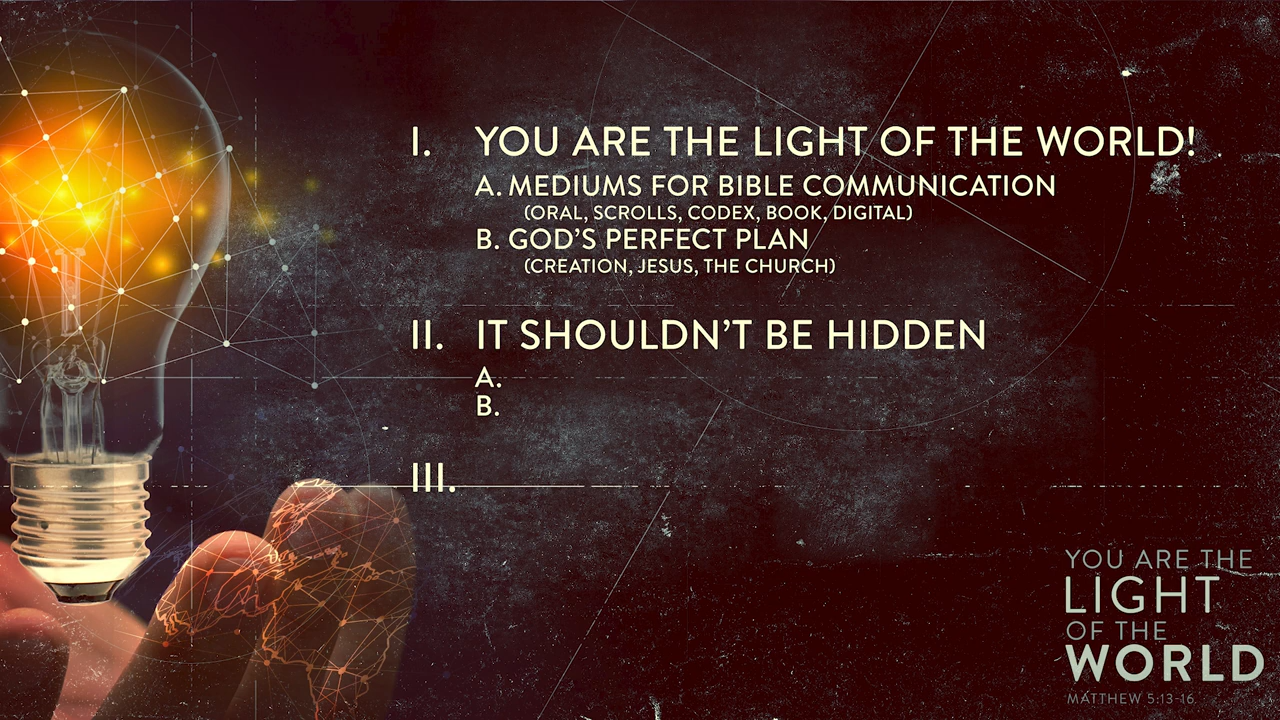 I. YOU ARE THE LIGHT OF THE WORLD!
A. MEDIUMS FOR BIBLE COMMUNICATION
(ORAL, SCROLLS, CODEX, BOOK, DIGITAL)
B. GOD'S PERFECT PLAN
(CREATION, JESUS, THE CHURCH)
II. IT SHOULDN'T BE HIDDEN
A.
B.
III.
YOU ARE THE
LIGHT
OF THE
WORLD
MATTHEW 5:13-16